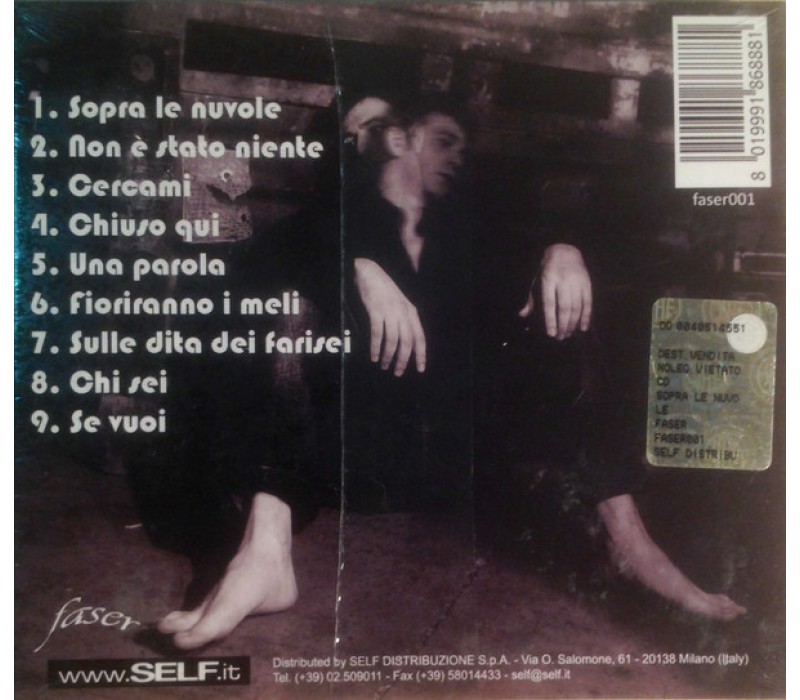 1. Sopra le nuvole
2. Non è stato niente
3. Cercami
4. Chiuso qui
5. Una parola
6. Fioriranno i meli
7. Sulle dita dei farisei
8. Chi sei
9. Se vuoi
8 019991 868881
faser001
DD 0040514551
DEST.VENDITA
NOLEG.VIETATO
CD
SOPRA LE NUVO
LE
FASER
FASER001
SELF DISTRIBU
faser
www.SELF.it
Distributed by SELF DISTRIBUZIONE S.p.A. - Via O. Salomone, 61 - 20138 Milano (Italy)
Tel. (+39) 02.509011 - Fax (+39) 58014433 - self@self.it